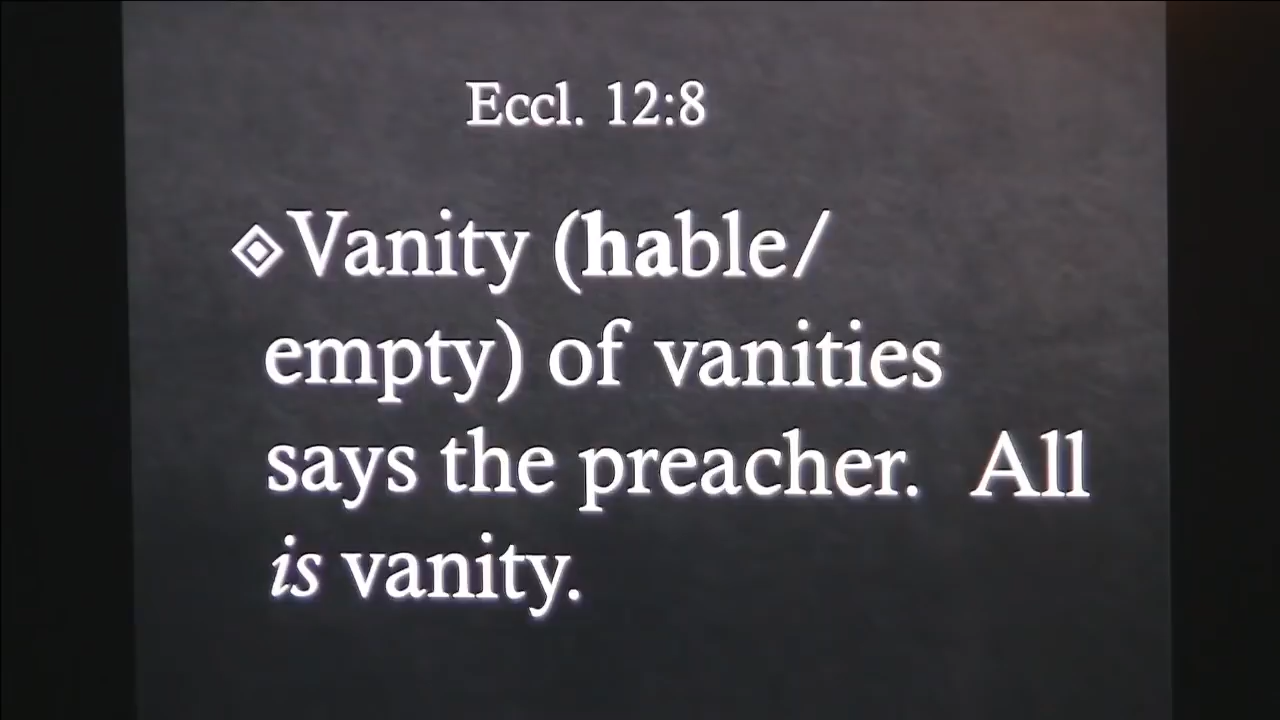 Eccl. 12:8
Vanity (hable/
empty) of vanities
says the preacher.  All
is vanity.